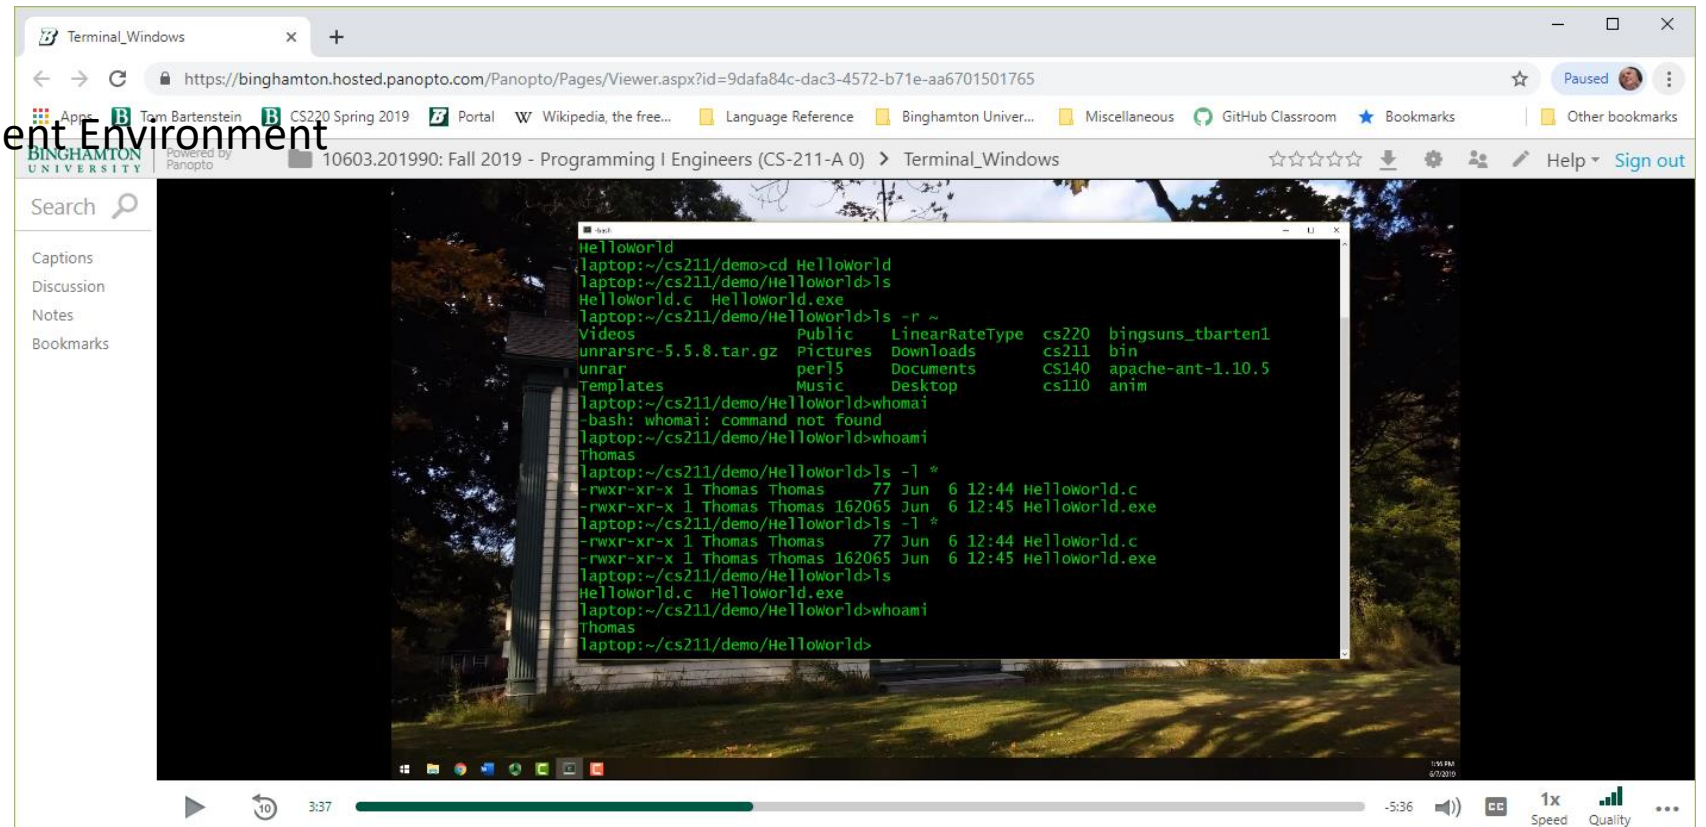 Terminal_Windows
https://binghamton.hosted.panopto.com/Panopto/Pages/Viewer.aspx?id=9dafa84c-dac3-4572-b71e-aa6701501765 Paused
Apps Tom Bartenstein CS220 Spring 2019 Portal Wikipedia, the free... Language Reference Binghamton Univer... Miscellaneous GitHub Classroom Bookmarks Other bookmarks
ent Environment
BINGHAMTON UNIVERSITY Powered by Panopto 10603.201990: Fall 2019 - Programming I Engineers (CS-211-A 0) > Terminal_Windows Help Sign out
Search
Captions
Discussion
Notes
Bookmarks
-bash
HelloWorld
laptop:~/cs211/demo>cd HelloWorld
laptop:~/cs211/demo/HelloWorld>ls
HelloWorld.c HelloWorld.exe
laptop:~/cs211/demo/HelloWorld>ls -r ~
Videos Public LinearRateType cs220 bingsuns_tbarten1
unrarsrc-5.5.8.tar.gz Pictures Downloads cs211 bin
unrar perl5 Documents CS140 apache-ant-1.10.5
Templates Music Desktop cs110 anim
laptop:~/cs211/demo/HelloWorld>whomai
-bash: whomai: command not found
laptop:~/cs211/demo/HelloWorld>whoami
Thomas
laptop:~/cs211/demo/HelloWorld>ls -l *
-rwxr-xr-x 1 Thomas Thomas 77 Jun 6 12:44 HelloWorld.c
-rwxr-xr-x 1 Thomas Thomas 162065 Jun 6 12:45 HelloWorld.exe
laptop:~/cs211/demo/HelloWorld>ls -l *
-rwxr-xr-x 1 Thomas Thomas 77 Jun 6 12:44 HelloWorld.c
-rwxr-xr-x 1 Thomas Thomas 162065 Jun 6 12:45 HelloWorld.exe
laptop:~/cs211/demo/HelloWorld>ls
HelloWorld.c HelloWorld.exe
laptop:~/cs211/demo/HelloWorld>whoami
Thomas
laptop:~/cs211/demo/HelloWorld>
1:56 PM
6/7/2019
10 3:37 -5:36 CC 1x Speed Quality